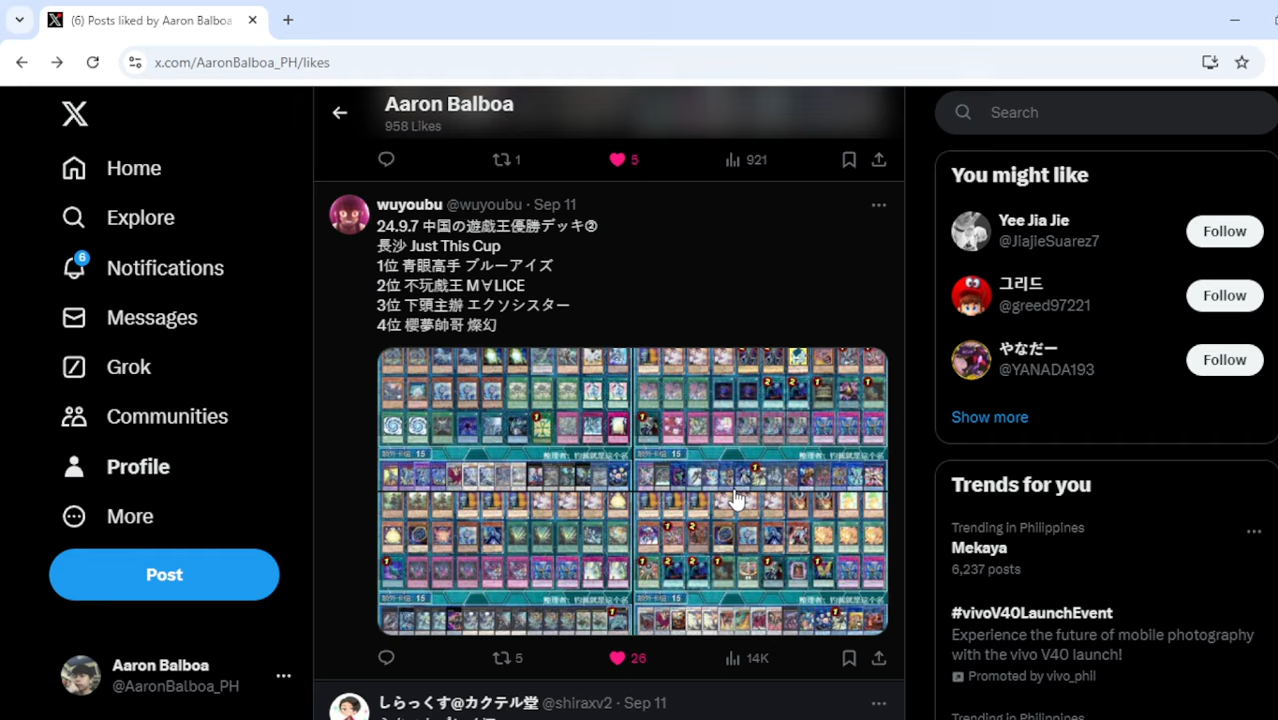 (6) Posts liked by Aaron Balboa
x.com/AaronBalboa_PH/likes
Aaron Balboa
958 Likes
Search
1
5
921
Home
Explore
6
Notifications
Messages
Grok
Communities
Profile
More
Post
Aaron Balboa
@AaronBalboa_PH
wuyoubu @wuyoubu · Sep 11
24.9.7 中国の遊戯王優勝デッキ②
長沙 Just This Cup
1位 青眼高手 ブルーアイズ
2位 不玩戯王 M∀LICE
3位 下頭主辦 エクソシスター
4位 櫻夢帥哥 燦幻
15
15
15
15
5
26
14K
しらっくす@カクテル堂 @shiraxv2 · Sep 11
You might like
Yee Jia Jie
@JiajieSuarez7
Follow
그리드
@greed97221
Follow
やなだー
@YANADA193
Follow
Show more
Trends for you
Trending in Philippines
Mekaya
6,237 posts
#vivoV40LaunchEvent
Experience the future of mobile photography
with the vivo V40 launch!
Promoted by vivo_phil
Trending in Philippines